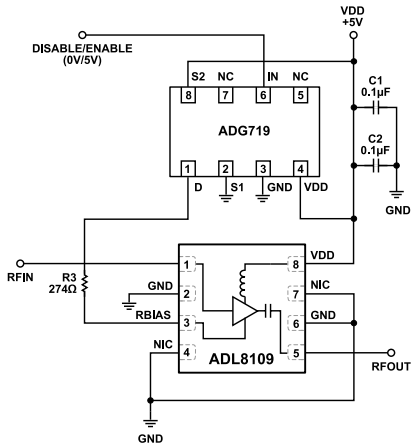 VDD
+5V
DISABLE/ENABLE
(0V/5V)
S2 NC IN NC
8 7 6 5
C1
0.1µF
ADG719
C2
0.1µF
1 2 3 4
D S1 GND VDD
GND
VDD
RFIN
1 8
R3
274Ω
GND
2 7
NIC
RBIAS
3 6
GND
NIC
4 5
ADL8109
RFOUT
GND